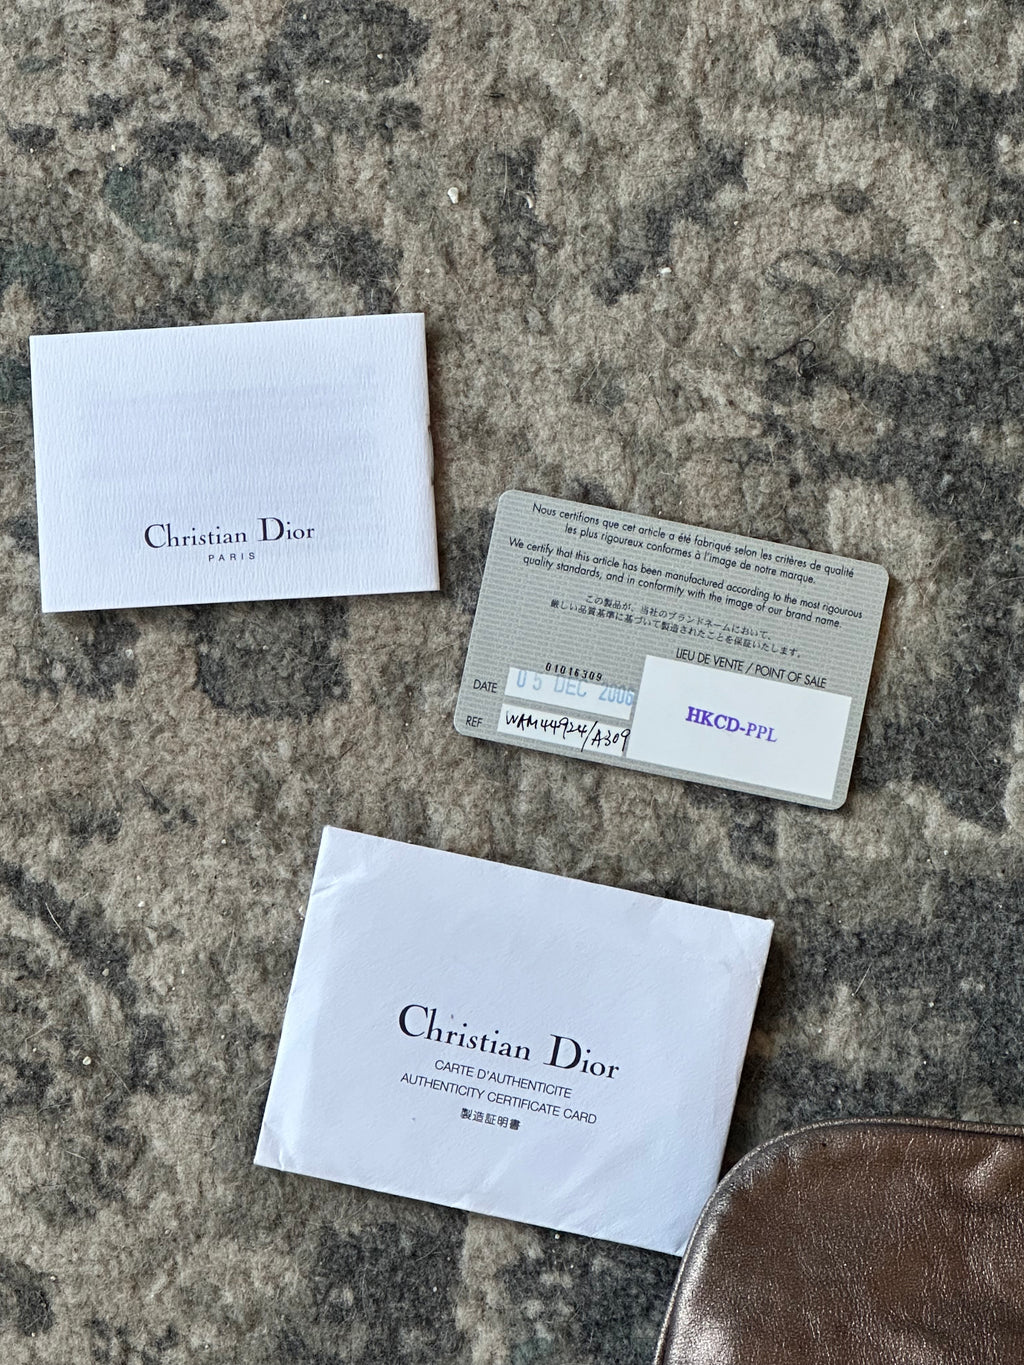 Christian Dior
PARIS
Nous certifions que cet article a été fabriqué selon les critères de qualité
les plus rigoureux conformes à l'image de notre marque.
We certify that this article has been manufactured according to the most rigourous
quality standards, and in conformity with the image of our brand name.
この製品が、当社のブランドネームにおいて、
厳しい品質基準に基づいて製造されたことを保証いたします。
LIEU DE VENTE / POINT OF SALE
01016309
DATE 05 DEC 2006
REF WAM44924/A309
HKCD-PPL
Christian Dior
CARTE D'AUTHENTICITE
AUTHENTICITY CERTIFICATE CARD
製造証明書